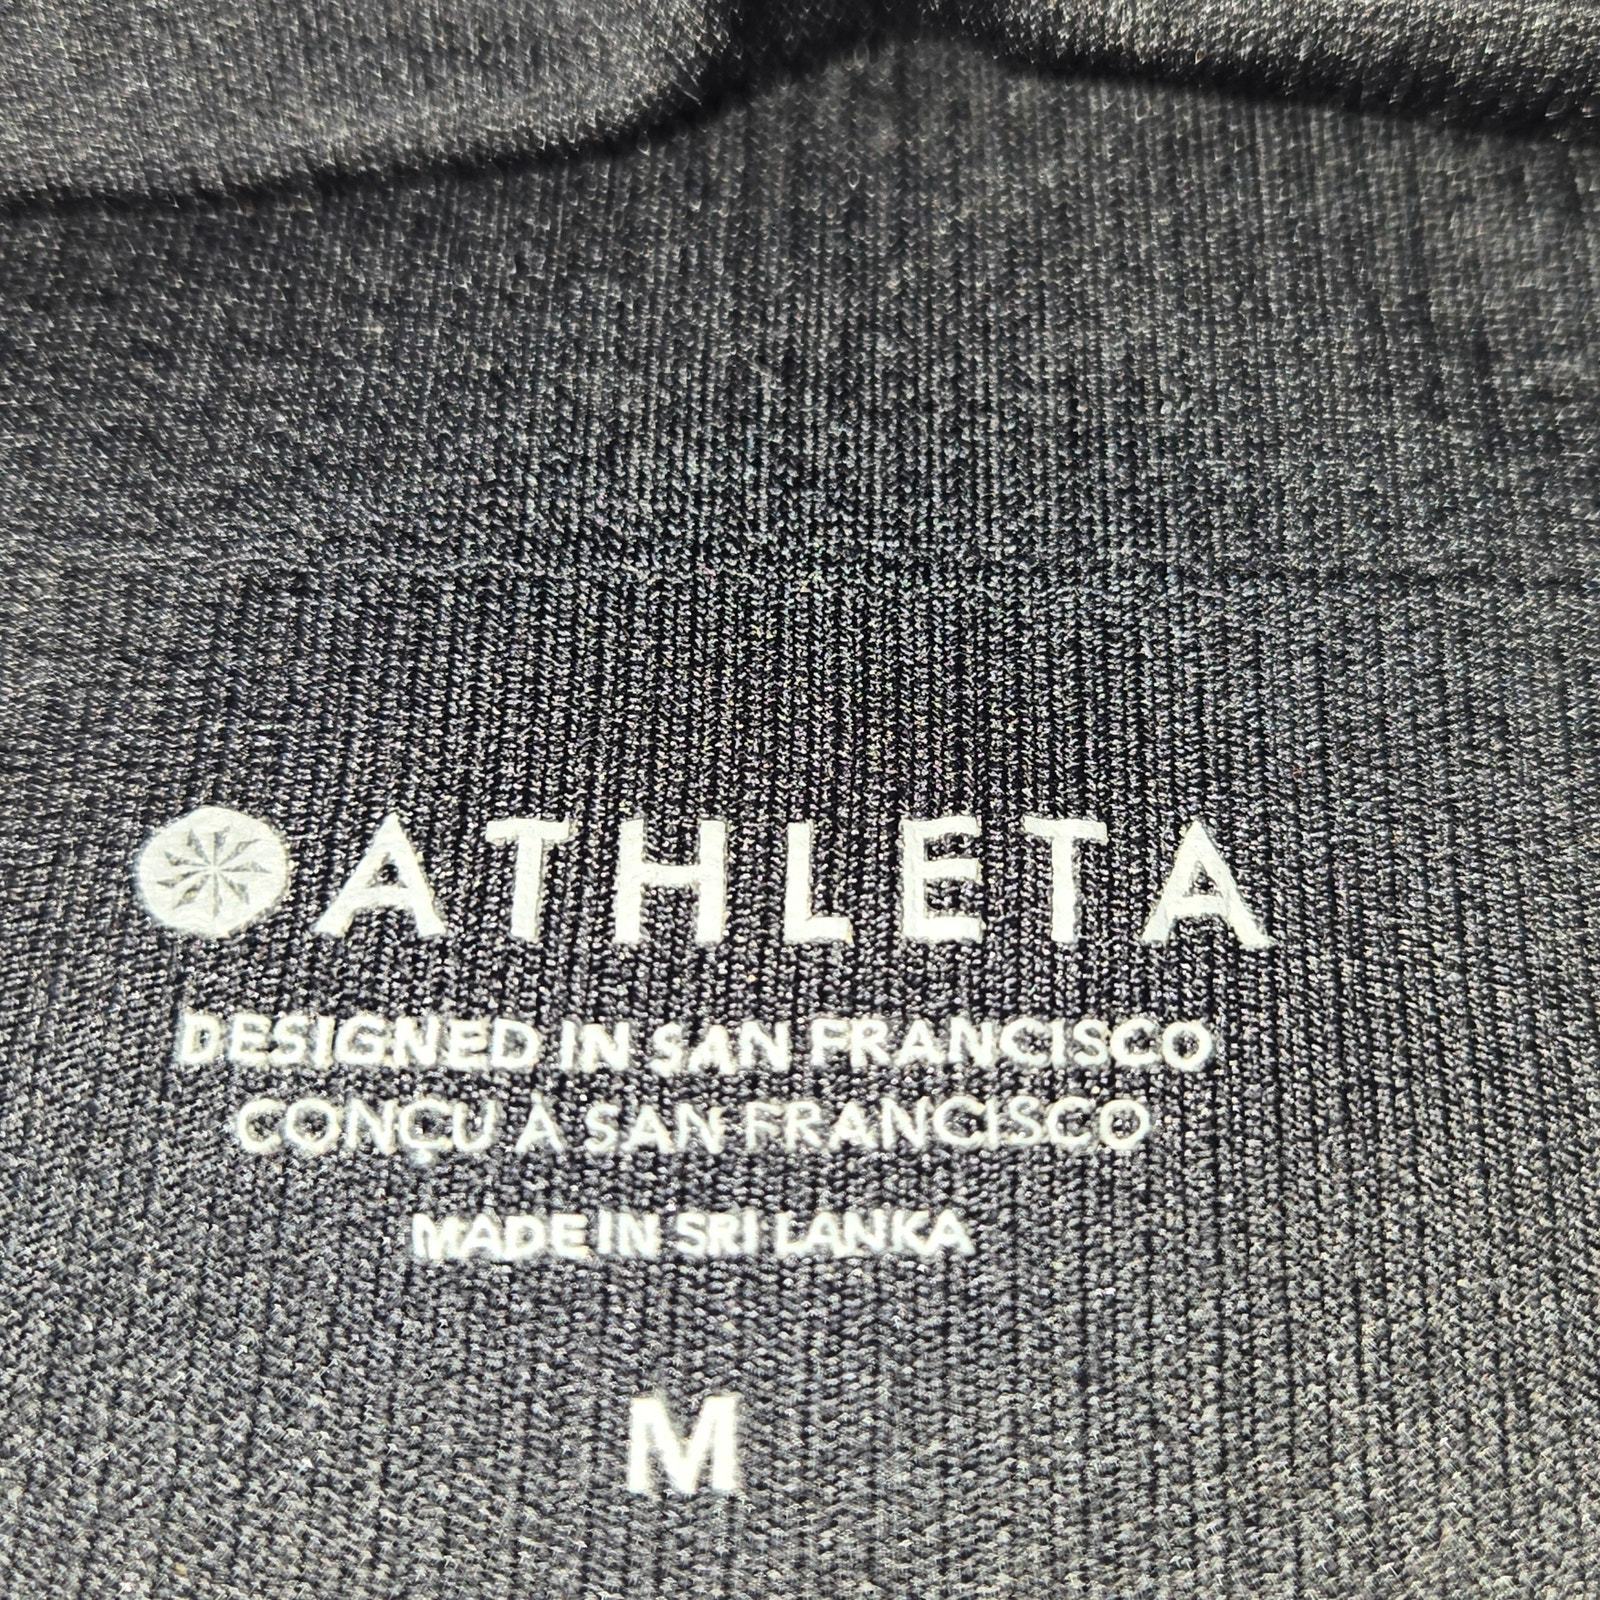 ATHLETA
DESIGNED IN SAN FRANCISCO
CONÇU À SAN FRANCISCO
MADE IN SRI LANKA
M